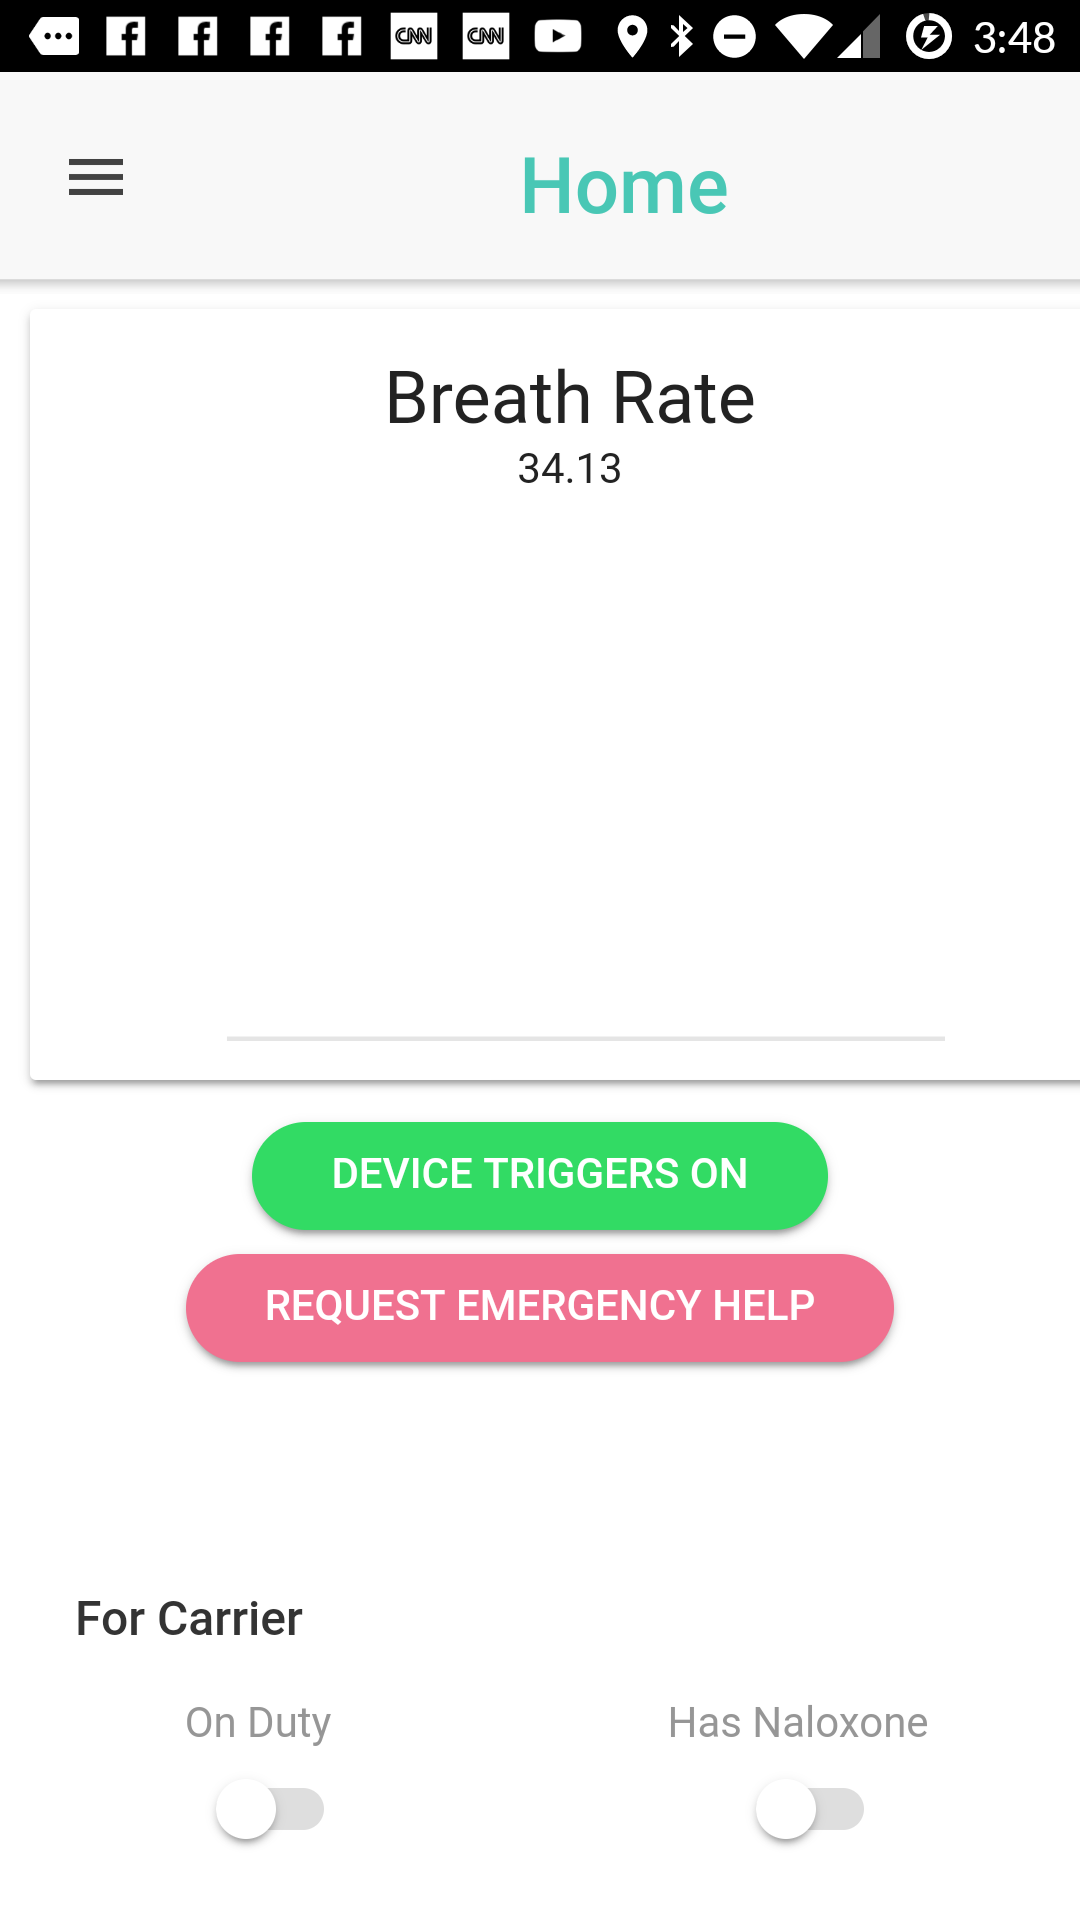 CNN CNN 3:48
Home
Breath Rate
34.13
DEVICE TRIGGERS ON
REQUEST EMERGENCY HELP
For Carrier
On Duty Has Naloxone